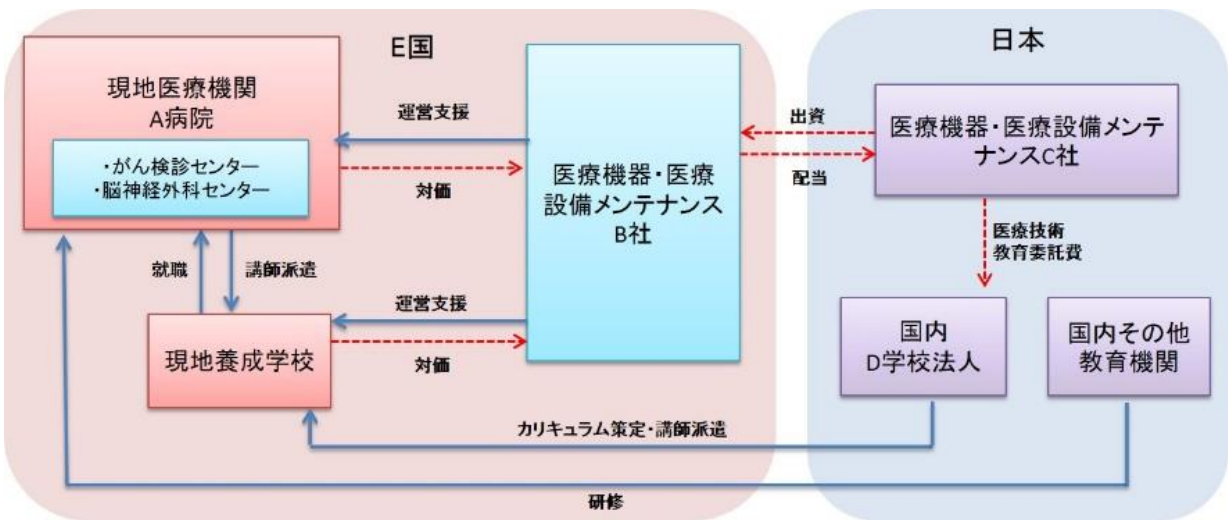 E国
日本
現地医療機関
A病院
・がん検診センター
・脳神経外科センター
運営支援
対価
医療機器・医療
設備メンテナンス
B社
出資
配当
医療機器・医療設備メンテ
ナンスC社
医療技術
教育委託費
就職
講師派遣
運営支援
対価
現地養成学校
国内
D学校法人
国内その他
教育機関
カリキュラム策定・講師派遣
研修